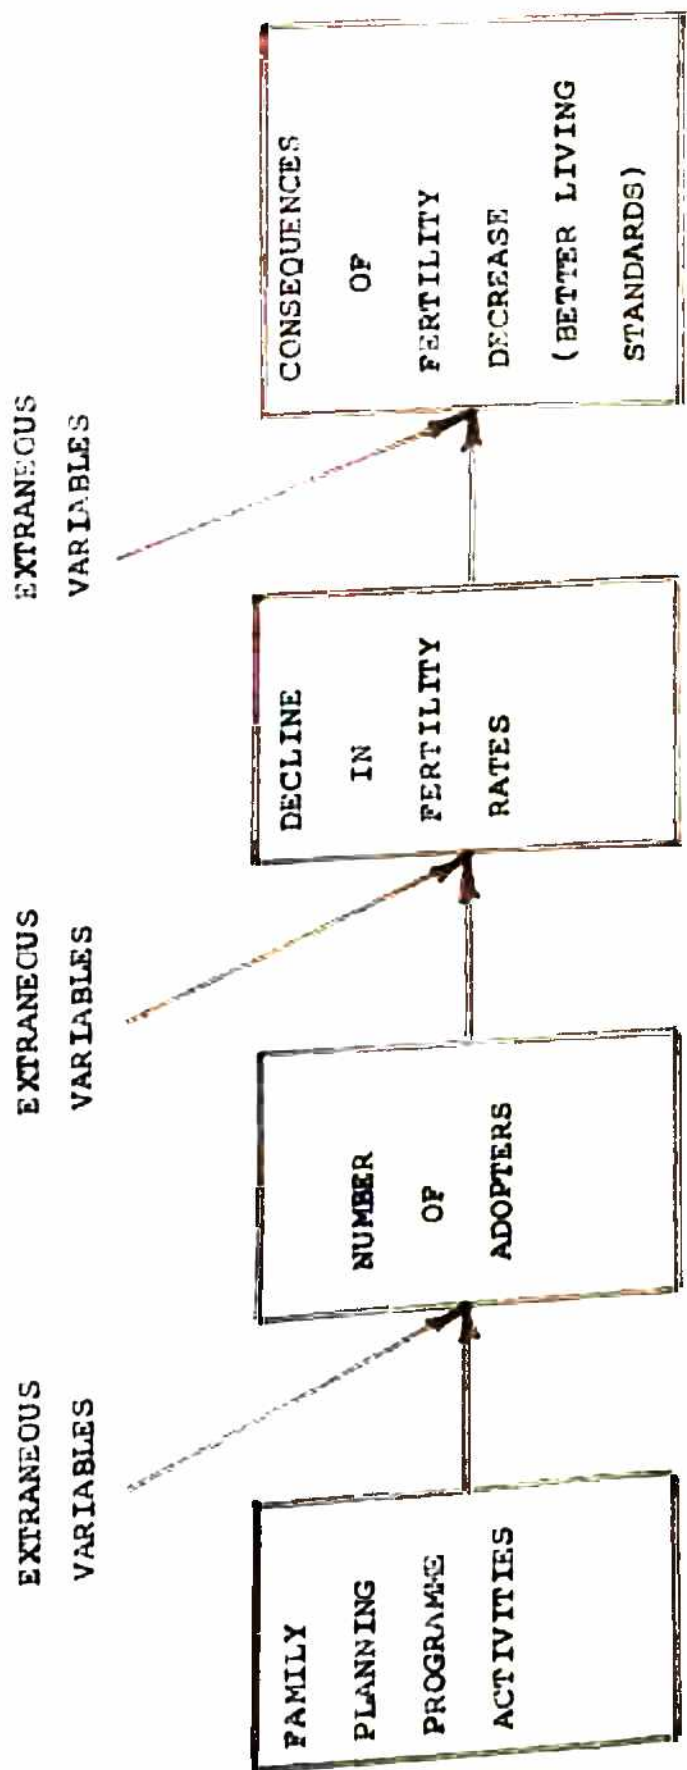 EXTRANEOUS
VARIABLES
EXTRANEOUS
VARIABLES
EXTRANEOUS
VARIABLES
FAMILY
PLANNING
PROGRAMME
ACTIVITIES
NUMBER
OF
ADOPTERS
DECLINE
IN
FERTILITY
RATES
CONSEQUENCES
OF
FERTILITY
DECREASE
(BETTER LIVING
STANDARDS)